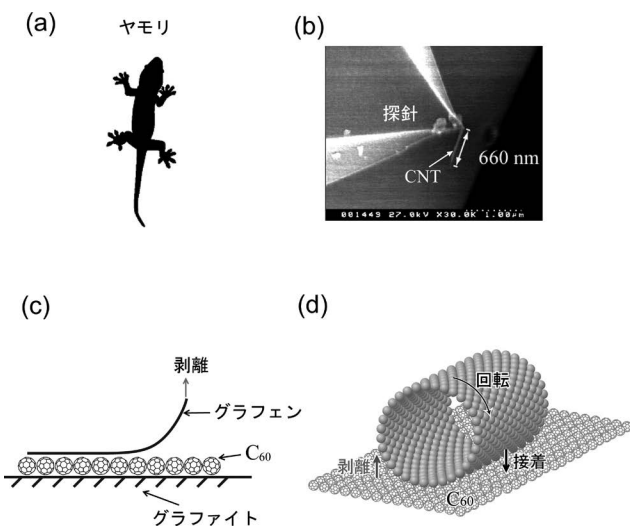 (a)
ヤモリ
(b)
探針
CNT
660 nm
001449 27.0kV X30.0K 1.00μm
(c)
剥離
グラフェン
C₆₀
グラファイト
(d)
回転
剥離
接着
C₆₀